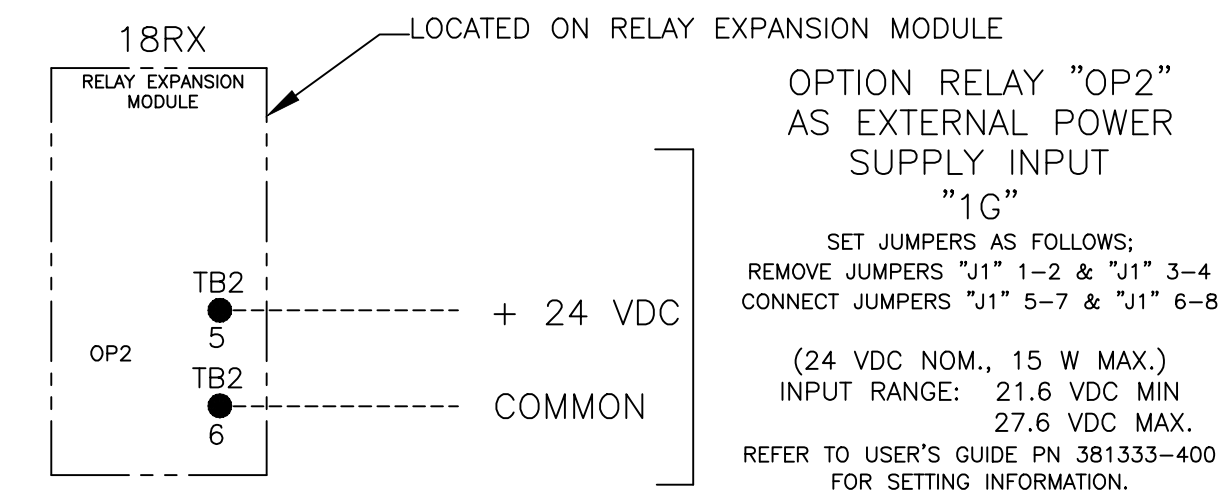 18RX
LOCATED ON RELAY EXPANSION MODULE
RELAY EXPANSION
MODULE
OPTION RELAY "OP2"
AS EXTERNAL POWER
SUPPLY INPUT
"1G"
SET JUMPERS AS FOLLOWS;
REMOVE JUMPERS "J1" 1-2 & "J1" 3-4
CONNECT JUMPERS "J1" 5-7 & "J1" 6-8
TB2
5
+ 24 VDC
OP2
TB2
6
COMMON
(24 VDC NOM., 15 W MAX.)
INPUT RANGE: 21.6 VDC MIN
27.6 VDC MAX.
REFER TO USER'S GUIDE PN 381333-400
FOR SETTING INFORMATION.